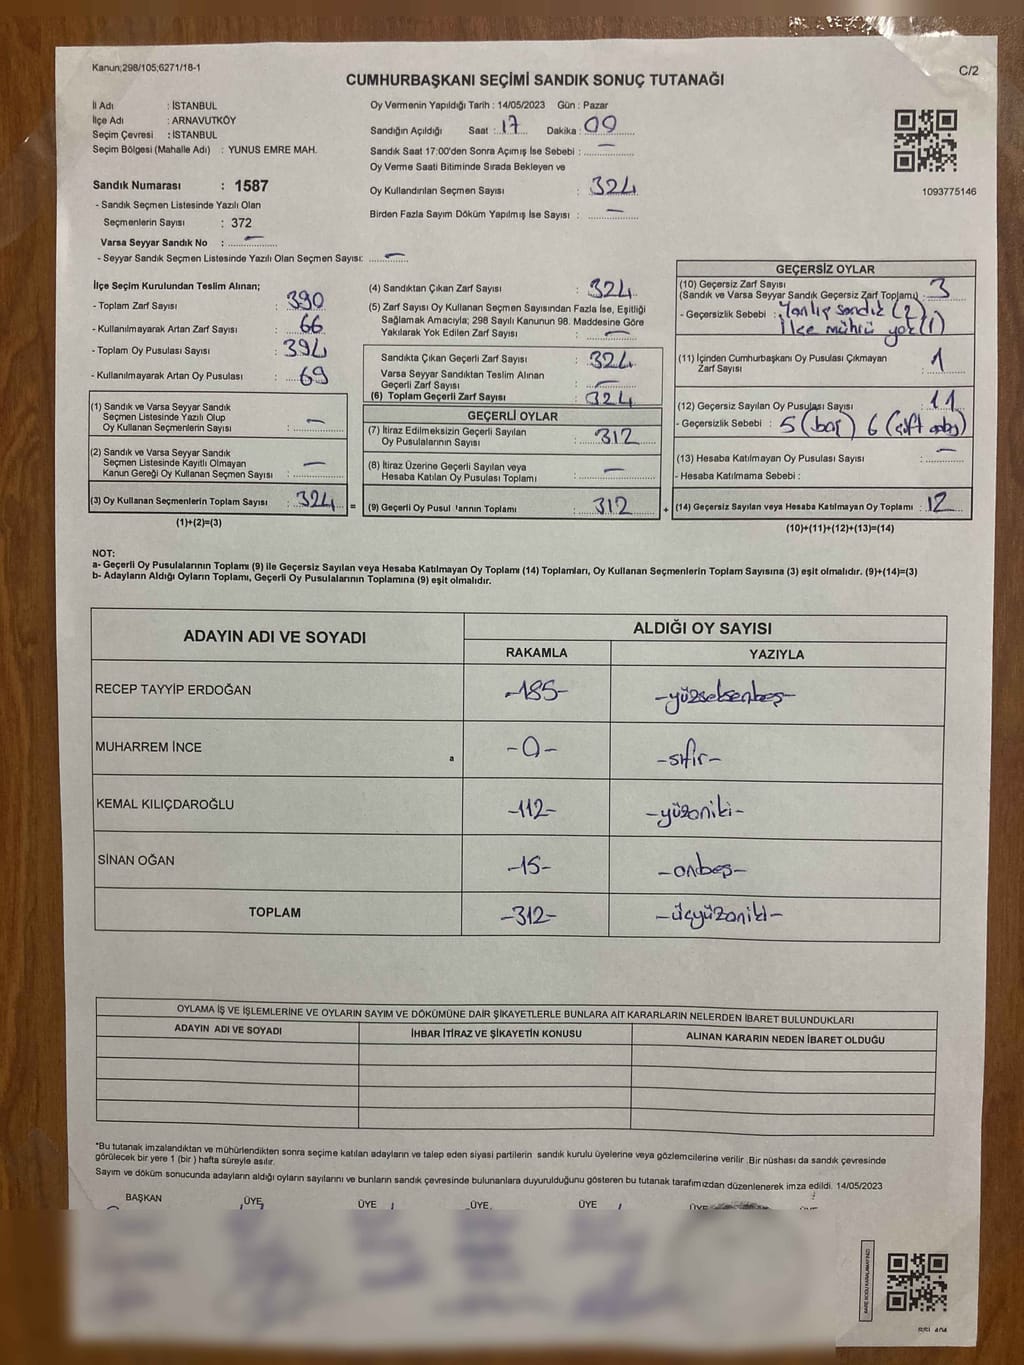 Kanun;298/105;6271/18-1
C/2
CUMHURBAŞKANI SEÇİMİ SANDIK SONUÇ TUTANAĞI
İl Adı : İSTANBUL
İlçe Adı : ARNAVUTKÖY
Seçim Çevresi : İSTANBUL
Seçim Bölgesi (Mahalle Adı) : YUNUS EMRE MAH.
Sandık Numarası : 1587
- Sandık Seçmen Listesinde Yazılı Olan
Seçmenlerin Sayısı : 372
Varsa Seyyar Sandık No : –
- Seyyar Sandık Seçmen Listesinde Yazılı Olan Seçmen Sayısı: –
Oy Vermenin Yapıldığı Tarih : 14/05/2023 Gün : Pazar
Sandığın Açıldığı Saat : 17 Dakika : 09
Sandık Saat 17:00'den Sonra Açımış İse Sebebi : –
Oy Verme Saati Bitiminde Sırada Bekleyen ve
Oy Kullandırılan Seçmen Sayısı : 324
Birden Fazla Sayım Döküm Yapılmış İse Sayısı : –
1093775146
İlçe Seçim Kurulundan Teslim Alınan;
- Toplam Zarf Sayısı : 390
- Kullanılmayarak Artan Zarf Sayısı : 66
- Toplam Oy Pusulası Sayısı : 394
- Kullanılmayarak Artan Oy Pusulası : 69
(1) Sandık ve Varsa Seyyar Sandık
Seçmen Listesinde Yazılı Olup
Oy Kullanan Seçmenlerin Sayısı : –
(2) Sandık ve Varsa Seyyar Sandık
Seçmen Listesinde Kayıtlı Olmayan
Kanun Gereği Oy Kullanan Seçmen Sayısı : –
(3) Oy Kullanan Seçmenlerin Toplam Sayısı : 324
(1)+(2)=(3)
=
(4) Sandıktan Çıkan Zarf Sayısı : 324
(5) Zarf Sayısı Oy Kullanan Seçmen Sayısından Fazla İse, Eşitliği
Sağlamak Amacıyla; 298 Sayılı Kanunun 98. Maddesine Göre
Yakılarak Yok Edilen Zarf Sayısı : –
Sandıkta Çıkan Geçerli Zarf Sayısı : 324
Varsa Seyyar Sandıktan Teslim Alınan
Geçerli Zarf Sayısı : –
(6) Toplam Geçerli Zarf Sayısı : 324
GEÇERLİ OYLAR
(7) İtiraz Edilmeksizin Geçerli Sayılan
Oy Pusulalarının Sayısı : 312
(8) İtiraz Üzerine Geçerli Sayılan veya
Hesaba Katılan Oy Pusulası Toplamı : –
(9) Geçerli Oy Pusul larının Toplamı : 312
+
GEÇERSİZ OYLAR
(10) Geçersiz Zarf Sayısı
(Sandık ve Varsa Seyyar Sandık Geçersiz Zarf Toplamı) : 3
- Geçersizlik Sebebi : Yanlış sandık (2)
İlçe mührü yok (1)
(11) İçinden Cumhurbaşkanı Oy Pusulası Çıkmayan
Zarf Sayısı : 1
(12) Geçersiz Sayılan Oy Pusulası Sayısı : 11
- Geçersizlik Sebebi : 5 (boş) 6 (çift)
(13) Hesaba Katılmayan Oy Pusulası Sayısı : –
- Hesaba Katılmama Sebebi :
(14) Geçersiz Sayılan veya Hesaba Katılmayan Oy Toplamı : 12
(10)+(11)+(12)+(13)=(14)
NOT:
a- Geçerli Oy Pusulalarının Toplamı (9) ile Geçersiz Sayılan veya Hesaba Katılmayan Oy Toplamı (14) Toplamları, Oy Kullanan Seçmenlerin Toplam Sayısına (3) eşit olmalıdır. (9)+(14)=(3)
b- Adayların Aldığı Oyların Toplamı, Geçerli Oy Pusulalarının Toplamına (9) eşit olmalıdır.
ADAYIN ADI VE SOYADI ALDIĞI OY SAYISI
RAKAMLA YAZIYLA
RECEP TAYYİP ERDOĞAN -185- -yüzseksenbeş-
MUHARREM İNCE -0- -sıfır-
a
KEMAL KILIÇDAROĞLU -112- -yüzoniki-
SİNAN OĞAN -15- -onbeş-
TOPLAM -312- -üçyüzoniki-
OYLAMA İŞ VE İŞLEMLERİNE VE OYLARIN SAYIM VE DÖKÜMÜNE DAİR ŞİKAYETLERLE BUNLARA AİT KARARLARIN NELERDEN İBARET BULUNDUKLARI
ADAYIN ADI VE SOYADI İHBAR İTİRAZ VE ŞİKAYETİN KONUSU ALINAN KARARIN NEDEN İBARET OLDUĞU
*Bu tutanak imzalandıktan ve mühürlendikten sonra seçime katılan adayların ve talep eden siyasi partilerin sandık kurulu üyelerine veya gözlemcilerine verilir .Bir nüshası da sandık çevresinde
görülecek bir yere 1 (bir ) hafta süreyle asılır.
Sayım ve döküm sonucunda adayların aldığı oyların sayılarını ve bunların sandık çevresinde bulunanlara duyurulduğunu gösteren bu tutanak tarafımızdan düzenlenerek imza edildi. 14/05/2023
BAŞKAN ÜYE ÜYE ÜYE ÜYE ÜYE ÜYE